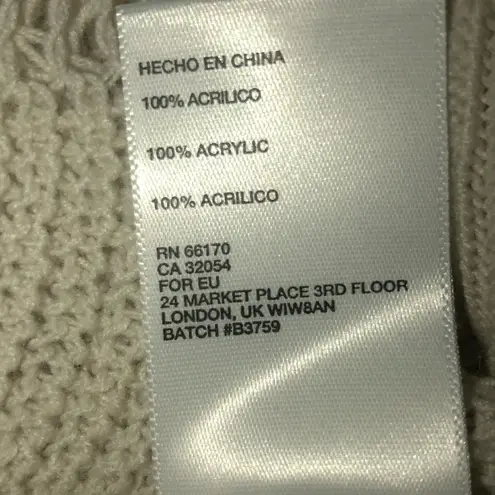 HECHO EN CHINA
100% ACRILICO
100% ACRYLIC
100% ACRILICO
RN 66170
CA 32054
FOR EU
24 MARKET PLACE 3RD FLOOR
LONDON, UK WIW8AN
BATCH #B3759